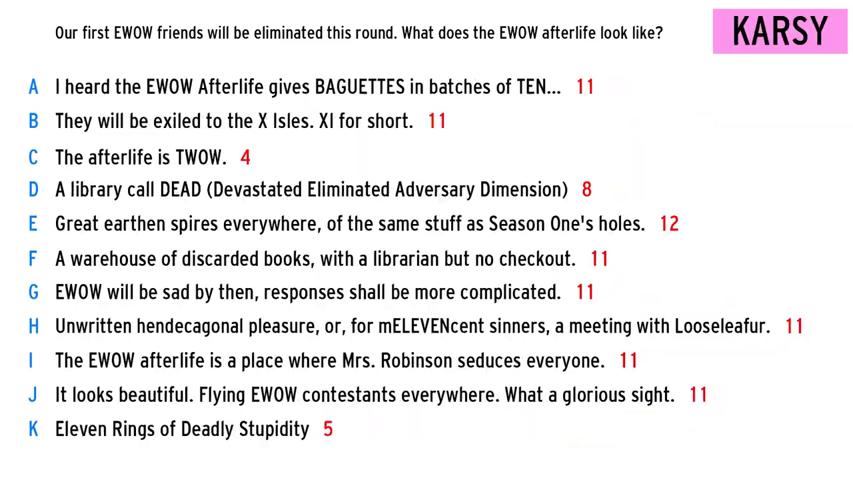 Our first EWOW friends will be eliminated this round. What does the EWOW afterlife look like?
KARSY
A I heard the EWOW Afterlife gives BAGUETTES in batches of TEN... 11
B They will be exiled to the X Isles. XI for short. 11
C The afterlife is TWOW. 4
D A library call DEAD (Devastated Eliminated Adversary Dimension) 8
E Great earthen spires everywhere, of the same stuff as Season One's holes. 12
F A warehouse of discarded books, with a librarian but no checkout. 11
G EWOW will be sad by then, responses shall be more complicated. 11
H Unwritten hendecagonal pleasure, or, for mELEVENcent sinners, a meeting with Looseleafur. 11
I The EWOW afterlife is a place where Mrs. Robinson seduces everyone. 11
J It looks beautiful. Flying EWOW contestants everywhere. What a glorious sight. 11
K Eleven Rings of Deadly Stupidity 5